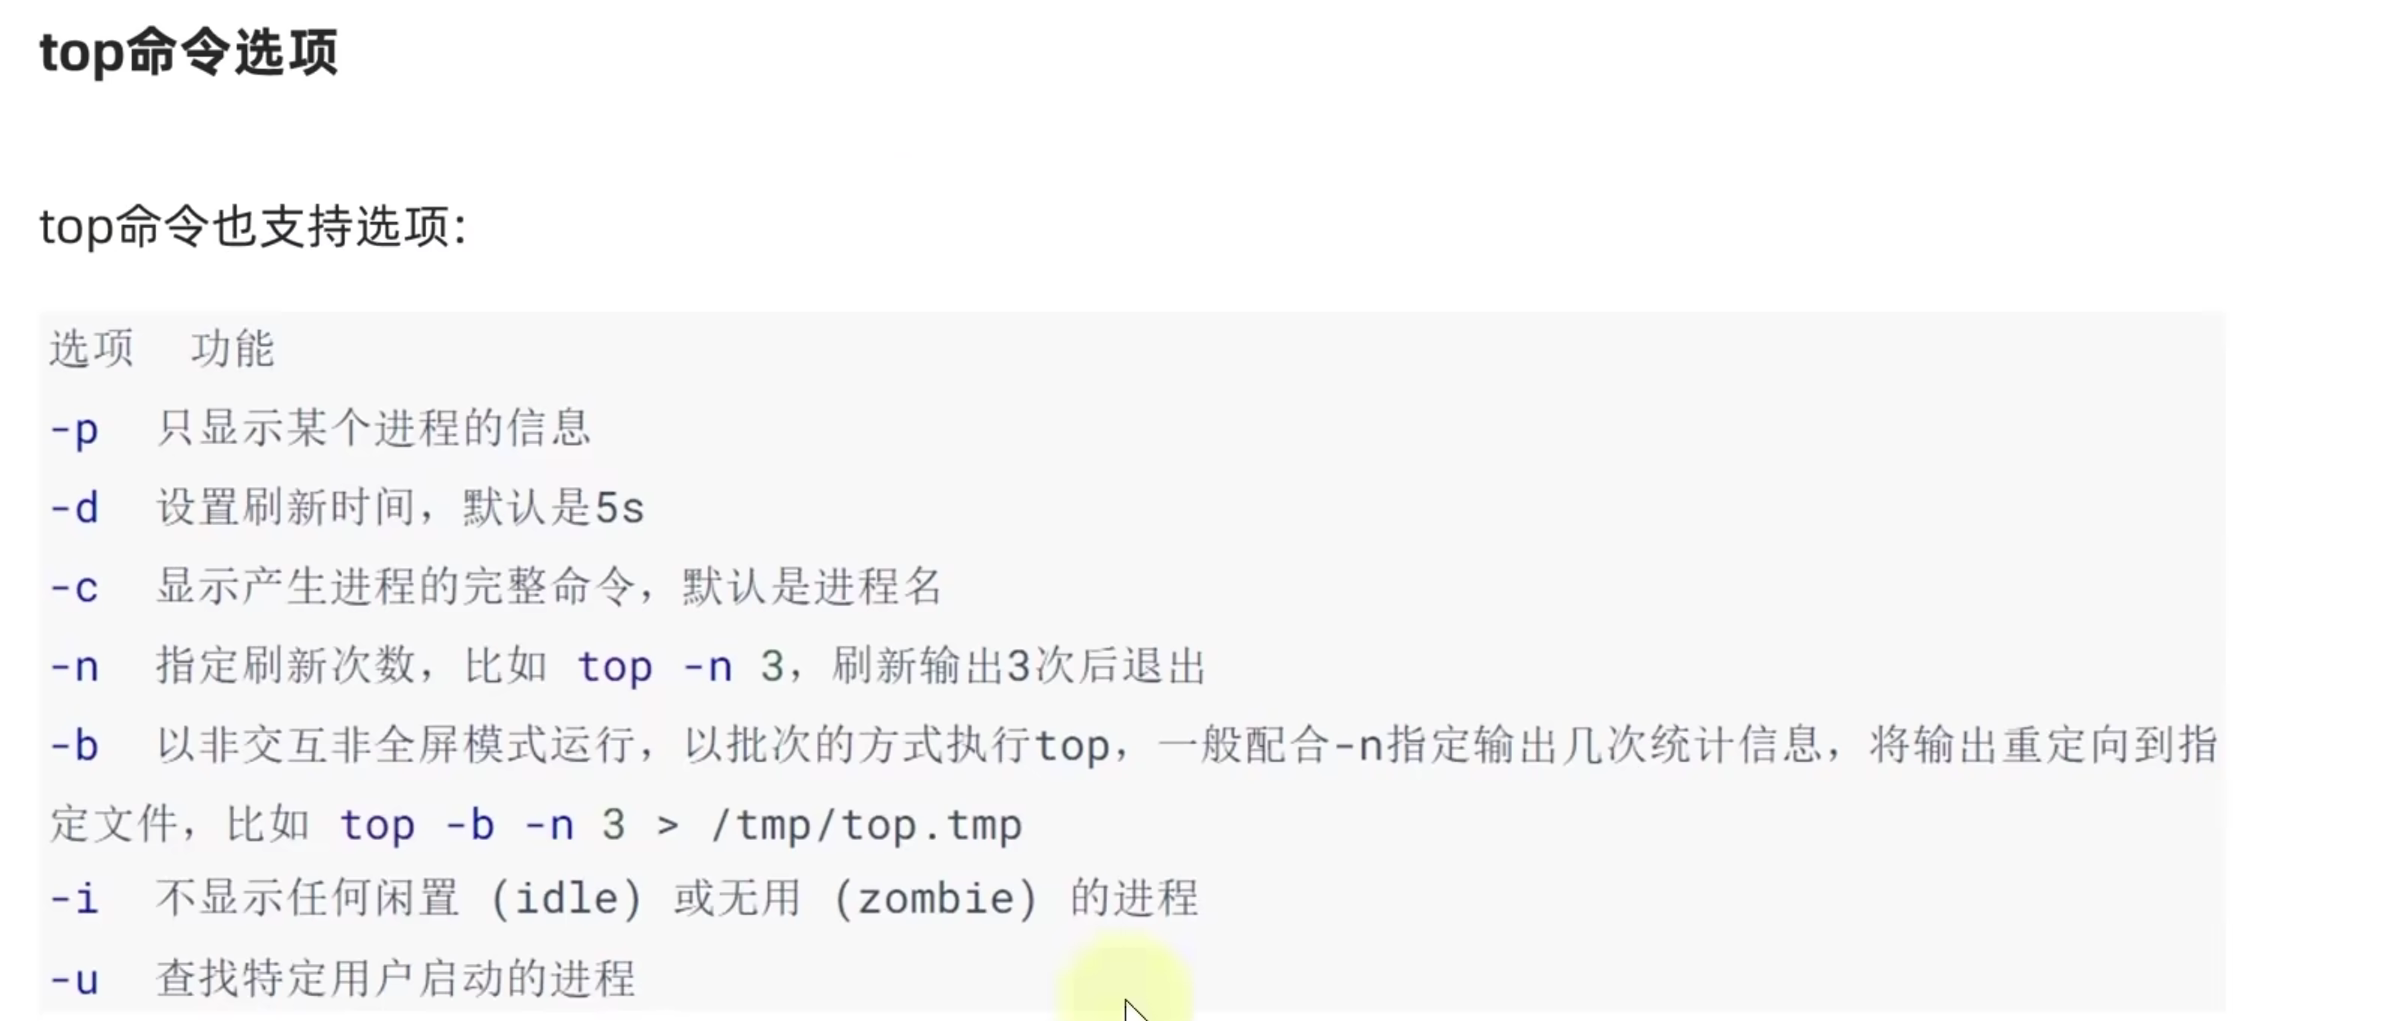 top命令选项
top命令也支持选项：
选项 功能
-p 只显示某个进程的信息
-d 设置刷新时间，默认是5s
-c 显示产生进程的完整命令，默认是进程名
-n 指定刷新次数，比如 top -n 3，刷新输出3次后退出
-b 以非交互非全屏模式运行，以批次的方式执行top，一般配合-n指定输出几次统计信息，将输出重定向到指
定文件，比如 top -b -n 3 > /tmp/top.tmp
-i 不显示任何闲置 (idle) 或无用 (zombie) 的进程
-u 查找特定用户启动的进程